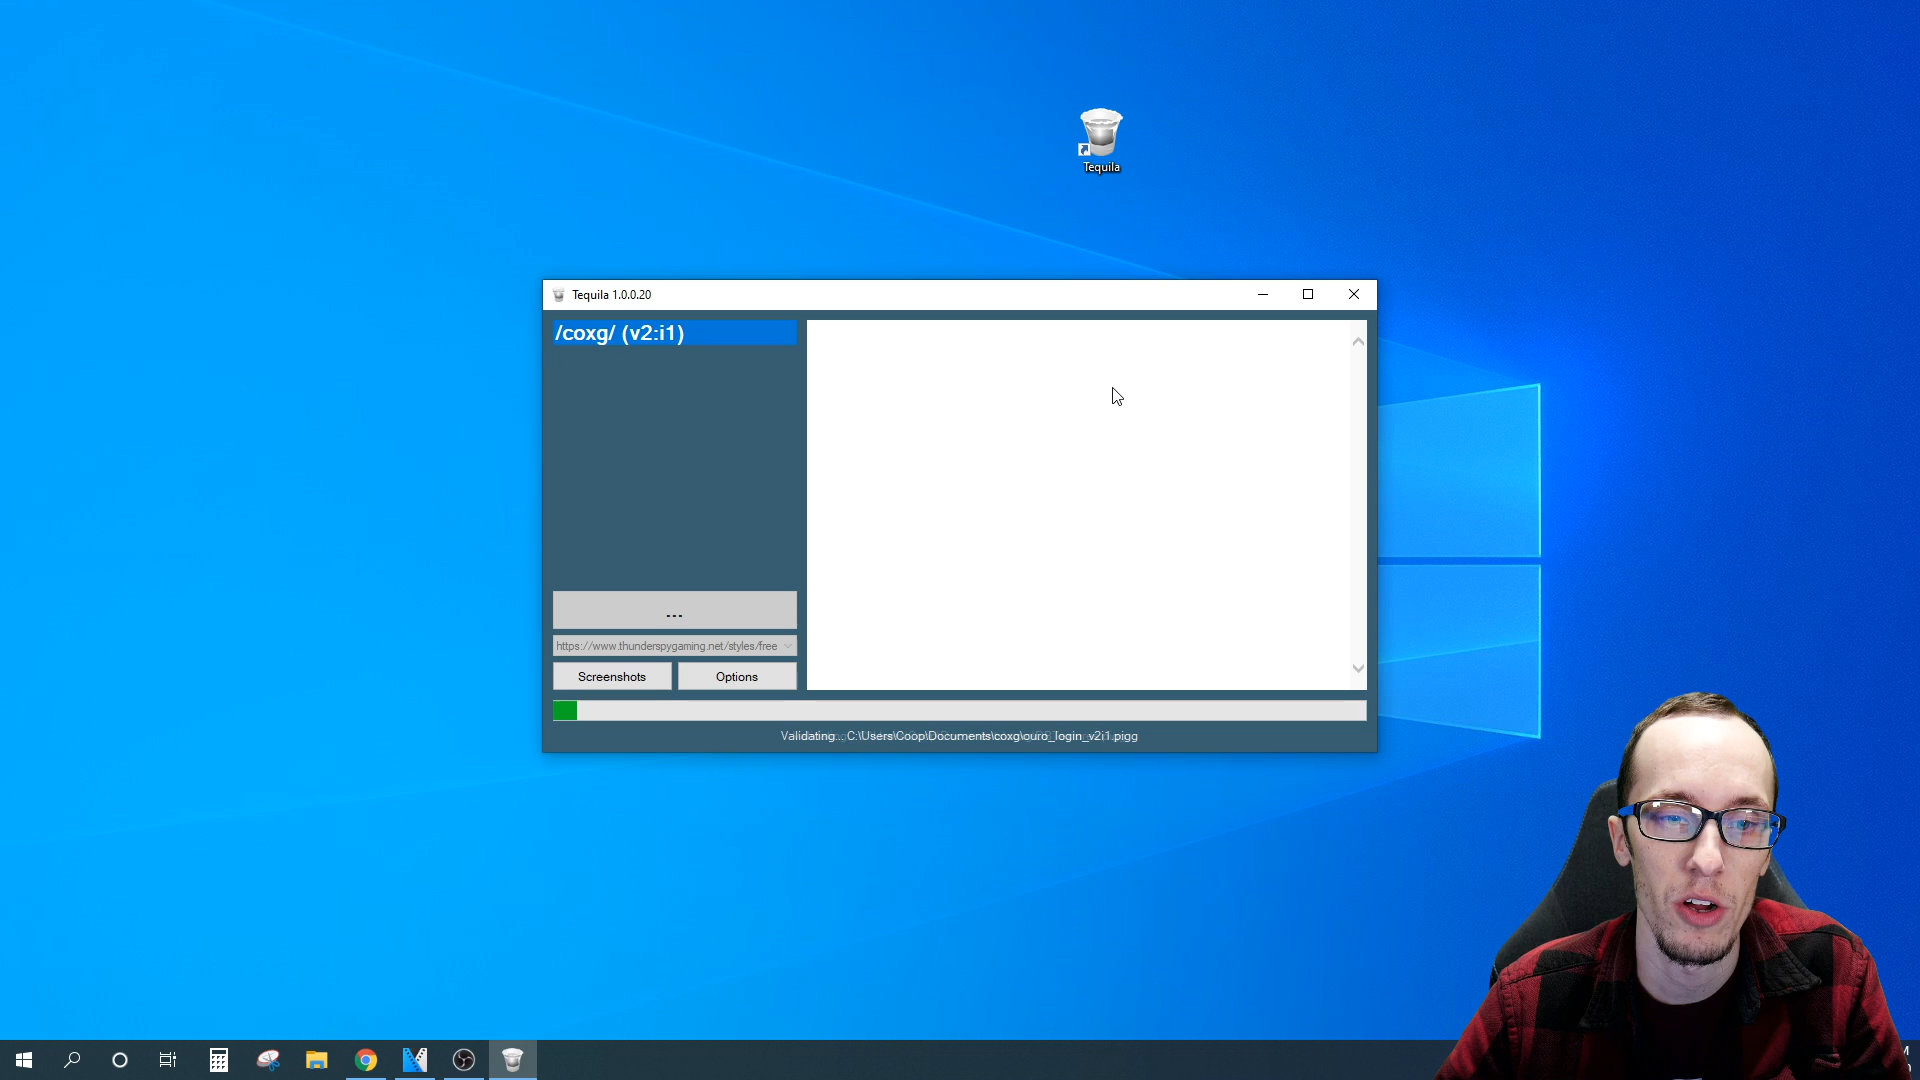 Tequila
Tequila 1.0.0.20
/coxg/ (v2:i1)
...
https://www.thunderspygaming.net/styles/free
Screenshots
Options
Validating... C:\Users\Coop\Documents\coxg\ouro_login_v2i1.pigg